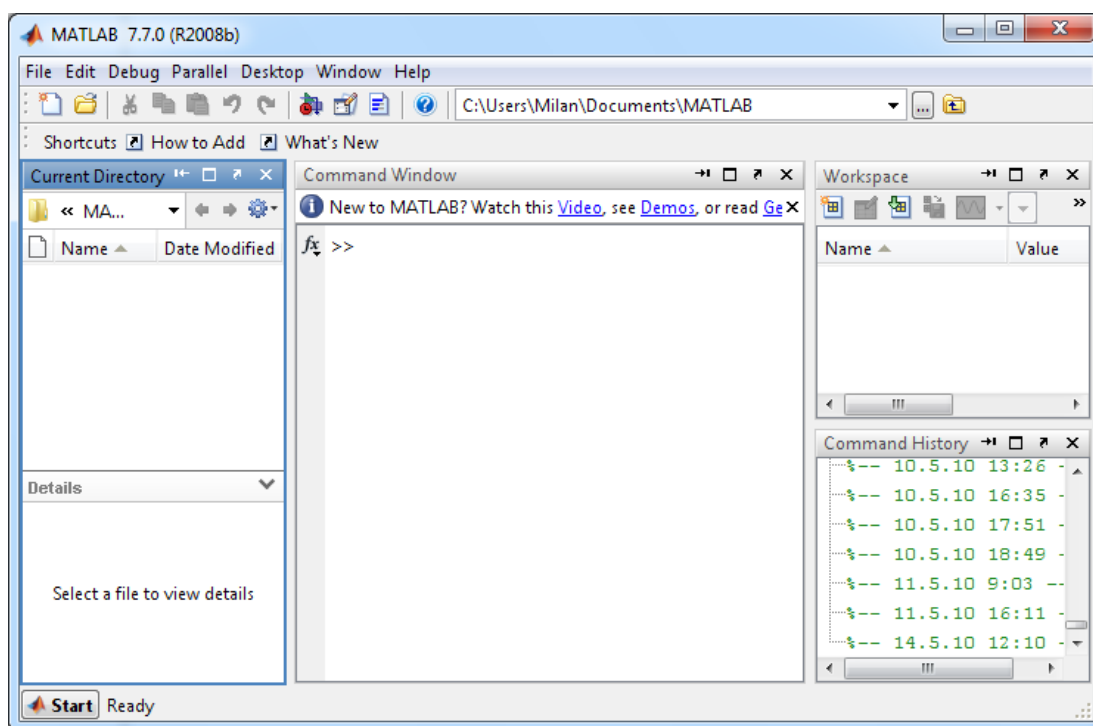 MATLAB 7.7.0 (R2008b)
File Edit Debug Parallel Desktop Window Help
C:\Users\Milan\Documents\MATLAB
Shortcuts How to Add What's New
Current Directory
« MA...
Name Date Modified
Details
Select a file to view details
Command Window
New to MATLAB? Watch this Video, see Demos, or read Ge
fx >>
Workspace
Name Value
Command History
%-- 10.5.10 13:26 -
%-- 10.5.10 16:35 -
%-- 10.5.10 17:51 -
%-- 10.5.10 18:49 -
%-- 11.5.10 9:03 --
%-- 11.5.10 16:11 -
%-- 14.5.10 12:10 -
Start Ready